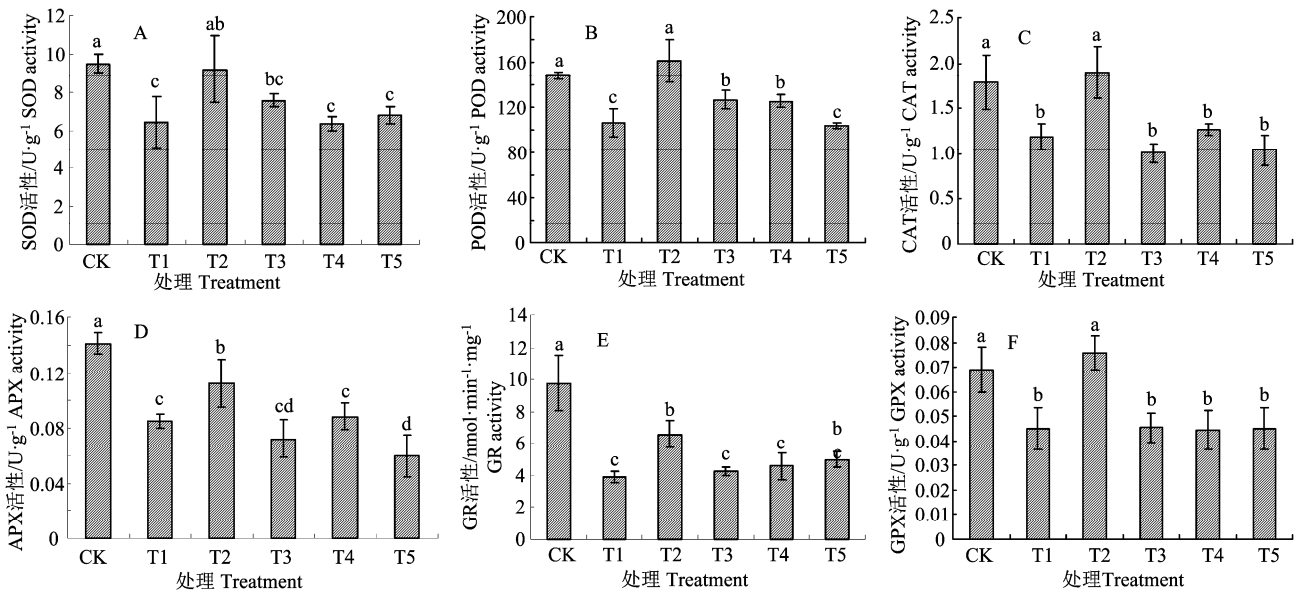 SOD活性/U·g⁻¹ SOD activity
12
10
8
6
4
2
0
A
a
c
ab
bc
c
c
CK T1 T2 T3 T4 T5
处理 Treatment
POD活性/U·g⁻¹ POD activity
200
160
120
80
40
0
B
a
c
a
b
b
c
CK T1 T2 T3 T4 T5
处理 Treatment
CAT活性/U·g⁻¹ CAT activity
2.5
2.0
1.5
1.0
0.5
0
C
a
b
a
b
b
b
CK T1 T2 T3 T4 T5
处理 Treatment
APX活性/U·g⁻¹ APX activity
0.16
0.12
0.08
0.04
0
D
a
c
b
cd
c
d
CK T1 T2 T3 T4 T5
处理 Treatment
GR活性/nmol·min⁻¹·mg⁻¹
GR activity
14
12
10
8
6
4
2
0
E
a
c
b
c
c
b
c
CK T1 T2 T3 T4 T5
处理 Treatment
GPX活性/U·g⁻¹ GPX activity
0.09
0.08
0.07
0.06
0.05
0.04
0.03
0.02
0.01
0
F
a
b
a
b
b
b
CK T1 T2 T3 T4 T5
处理Treatment